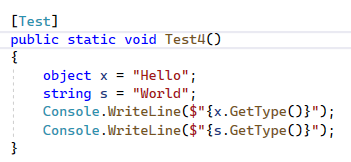 [Test]
public static void Test4()
{
    object x = "Hello";
    string s = "World";
    Console.WriteLine($"{x.GetType()}");
    Console.WriteLine($"{s.GetType()}");
}